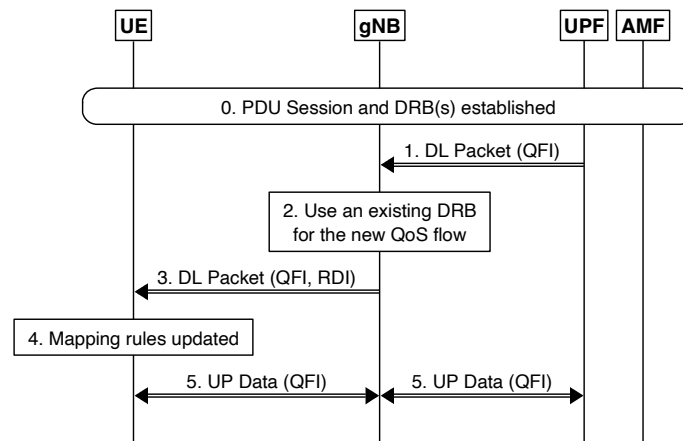 UE gNB UPF AMF
0. PDU Session and DRB(s) established
1. DL Packet (QFI)
2. Use an existing DRB
for the new QoS flow
3. DL Packet (QFI, RDI)
4. Mapping rules updated
5. UP Data (QFI) 5. UP Data (QFI)